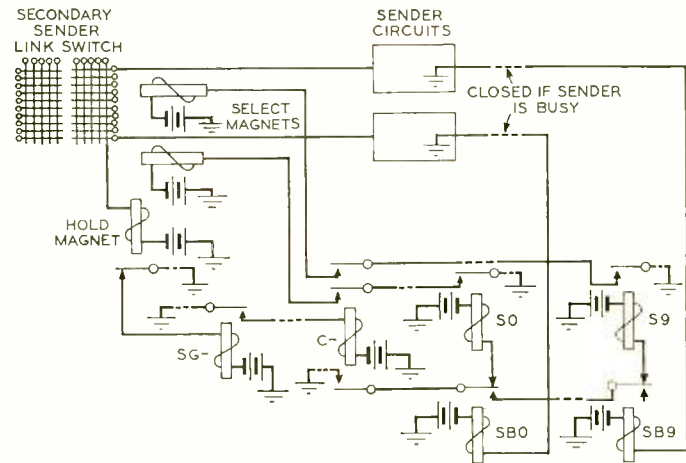 SECONDARY
SENDER
LINK SWITCH
SENDER
CIRCUITS
SELECT
MAGNETS
CLOSED IF SENDER
IS BUSY
HOLD
MAGNET
SG-
C-
S0
S9
SB0
SB9